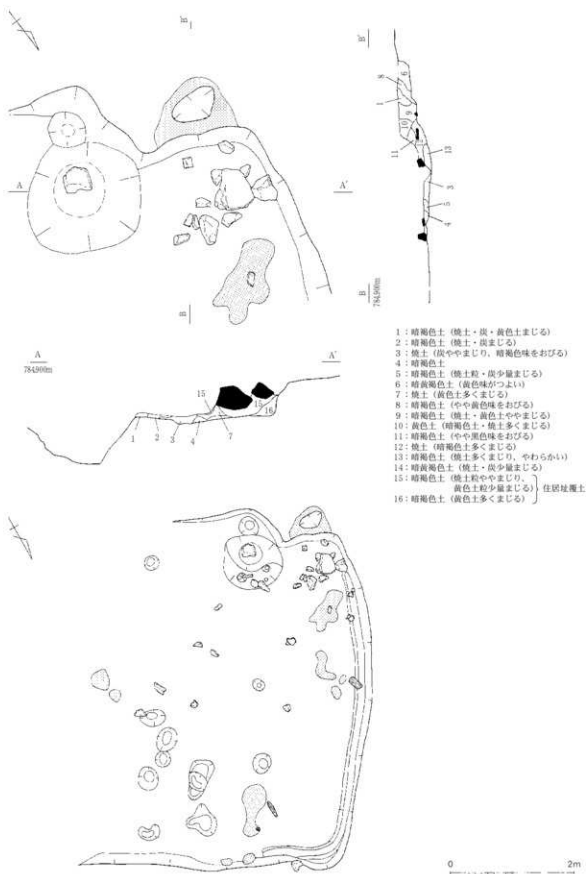 B'
B'
8
6
1
9
10
11
13
3
5
4
A
A'
B
B
784.900m
A
784.900m
A'
15
16
1
2
3
4
7
1：暗褐色土（焼土・炭・黄色土まじる）
2：暗褐色土（焼土・炭まじる）
3：焼土（炭ややまじり、暗褐色味をおびる）
4：暗褐色土
5：暗褐色土（焼土粒・炭少量まじる）
6：暗黄褐色土（黄色味がつよい）
7：焼土（黄色土多くまじる）
8：暗褐色土（やや黄色味をおびる）
9：暗褐色土（焼土・黄色土ややまじる）
10：黄色土（暗褐色土・焼土多くまじる）
11：暗褐色土（やや黒色味をおびる）
12：焼土（暗褐色土多くまじる）
13：暗褐色土（焼土多くまじり、やわらかい）
14：暗黄褐色土（焼土・炭少量まじる）
15：暗褐色土（焼土粒ややまじり、
黄色土粒少量まじる）
16：暗褐色土（黄色土多くまじる）
住居址覆土
0 2m